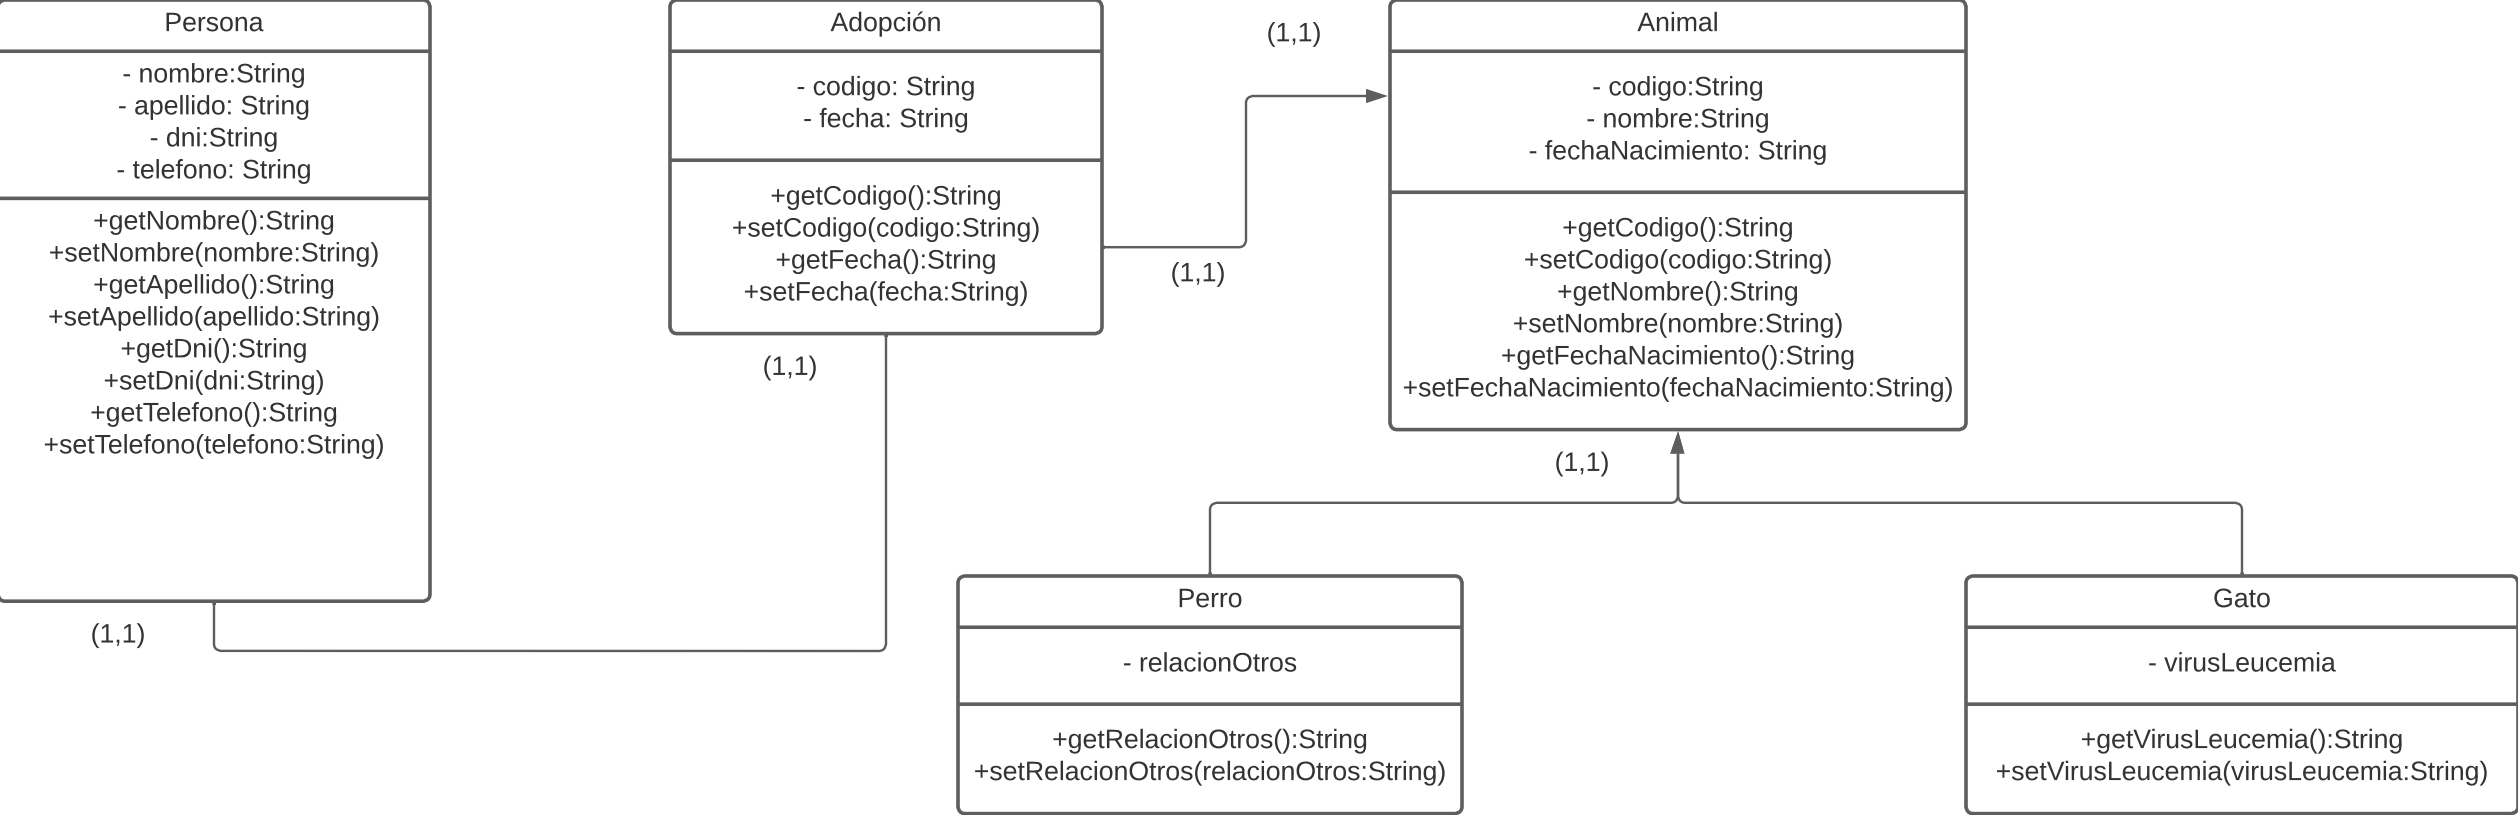 Persona
- nombre:String
- apellido: String
- dni:String
- telefono: String
+getNombre():String
+setNombre(nombre:String)
+getApellido():String
+setApellido(apellido:String)
+getDni():String
+setDni(dni:String)
+getTelefono():String
+setTelefono(telefono:String)
(1,1)
Adopción
- codigo: String
- fecha: String
+getCodigo():String
+setCodigo(codigo:String)
+getFecha():String
+setFecha(fecha:String)
(1,1)
(1,1)
(1,1)
Animal
- codigo:String
- nombre:String
- fechaNacimiento: String
+getCodigo():String
+setCodigo(codigo:String)
+getNombre():String
+setNombre(nombre:String)
+getFechaNacimiento():String
+setFechaNacimiento(fechaNacimiento:String)
(1,1)
Perro
- relacionOtros
+getRelacionOtros():String
+setRelacionOtros(relacionOtros:String)
Gato
- virusLeucemia
+getVirusLeucemia():String
+setVirusLeucemia(virusLeucemia:String)